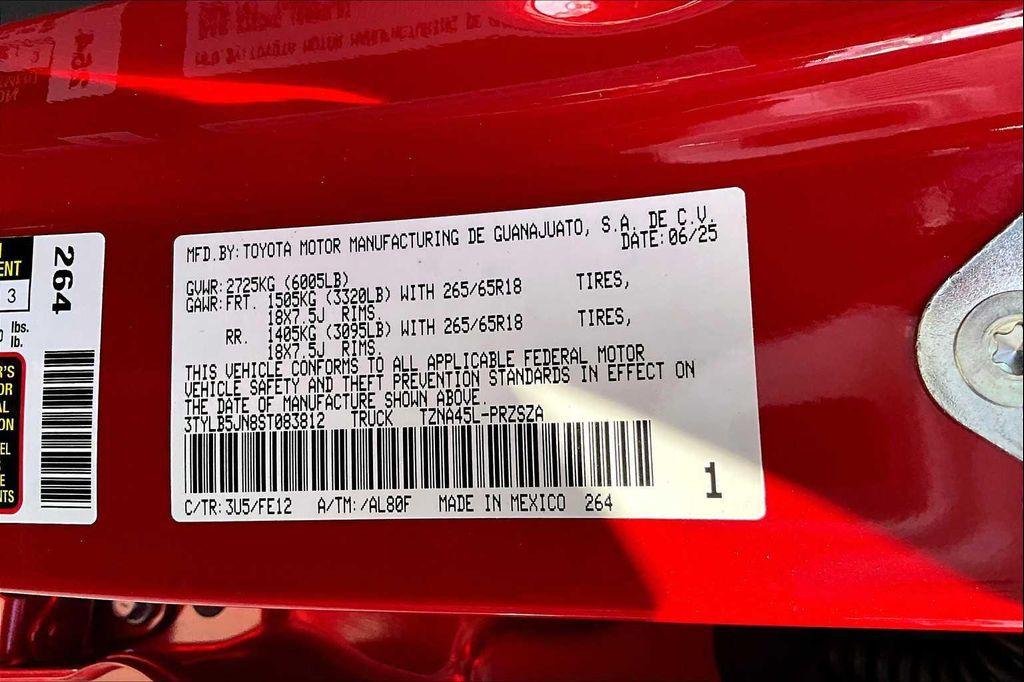 MFD.BY:TOYOTA MOTOR MANUFACTURING DE GUANAJUATO, S.A. DE C.V.
DATE:06/25
GVWR:2725KG (6005LB)
GAWR:FRT. 1505KG (3320LB) WITH 265/65R18 TIRES,
18X7.5J RIMS.
RR. 1405KG (3095LB) WITH 265/65R18 TIRES,
18X7.5J RIMS.
THIS VEHICLE CONFORMS TO ALL APPLICABLE FEDERAL MOTOR
VEHICLE SAFETY AND THEFT PREVENTION STANDARDS IN EFFECT ON
THE DATE OF MANUFACTURE SHOWN ABOVE.
3TYLB5JN8ST083812 TRUCK TZNA45L-PRZSZA
1
C/TR:3U5/FE12 A/TM:/AL80F MADE IN MEXICO 264
264
3
lbs.
lb.